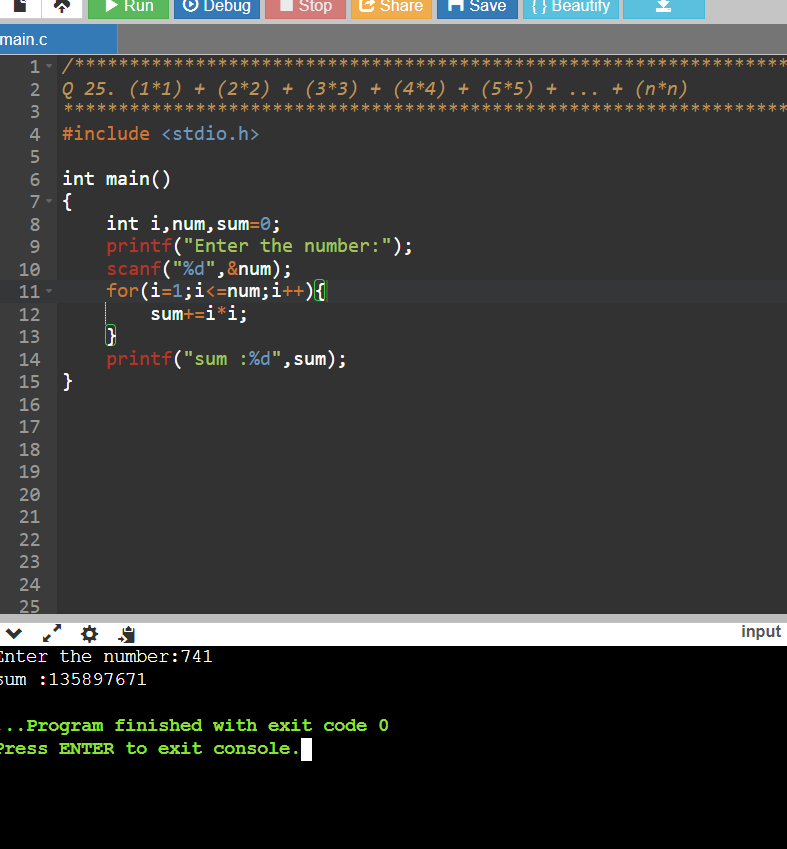 Run Debug Stop Share Save { } Beautify
main.c
1 /******************************************************************
2 Q 25. (1*1) + (2*2) + (3*3) + (4*4) + (5*5) + ... + (n*n)
3 ******************************************************************
4 #include <stdio.h>
5
6 int main()
7 {
8 int i,num,sum=0;
9 printf("Enter the number:");
10 scanf("%d",&num);
11 for(i=1;i<=num;i++){
12 sum+=i*i;
13 }
14 printf("sum :%d",sum);
15 }
16
17
18
19
20
21
22
23
24
25
input
Enter the number:741
sum :135897671
...Program finished with exit code 0
Press ENTER to exit console.